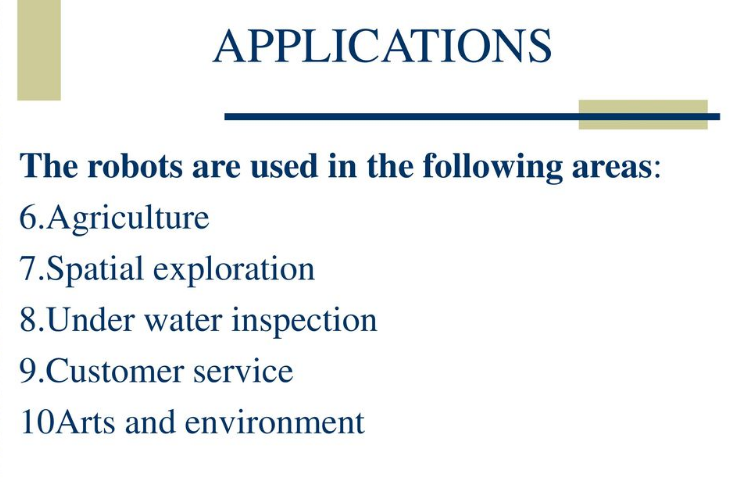 APPLICATIONS
The robots are used in the following areas:
6.Agriculture
7.Spatial exploration
8.Under water inspection
9.Customer service
10Arts and environment